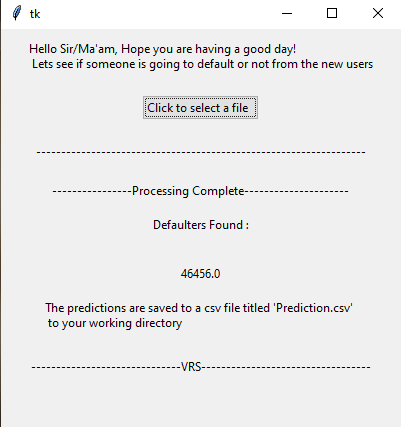 tk
Hello Sir/Ma'am, Hope you are having a good day!
Lets see if someone is going to default or not from the new users
Click to select a file
------------------------------------------------------------------
----------------Processing Complete---------------------
Defaulters Found :
46456.0
The predictions are saved to a csv file titled 'Prediction.csv'
to your working directory
------------------------------VRS----------------------------------